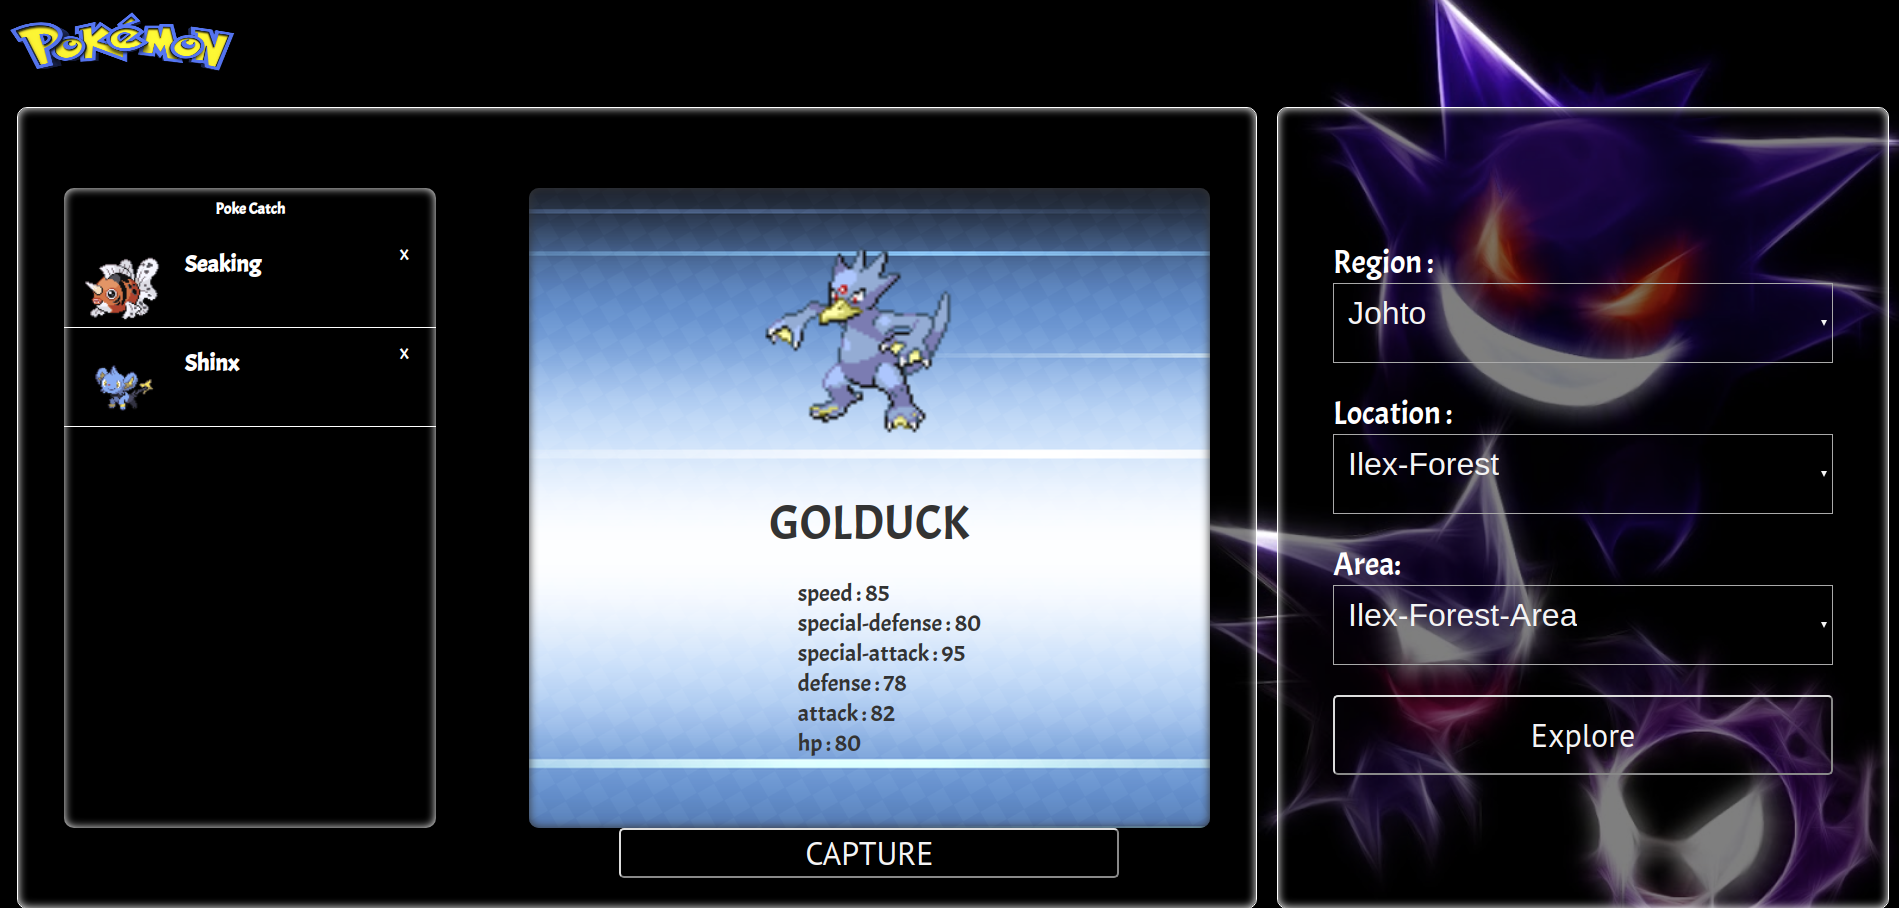 POKéMON
Poke Catch
Seaking
x
Shinx
x
GOLDUCK
speed : 85
special-defense : 80
special-attack : 95
defense : 78
attack : 82
hp : 80
CAPTURE
Region :
Johto
Location :
Ilex-Forest
Area:
Ilex-Forest-Area
Explore